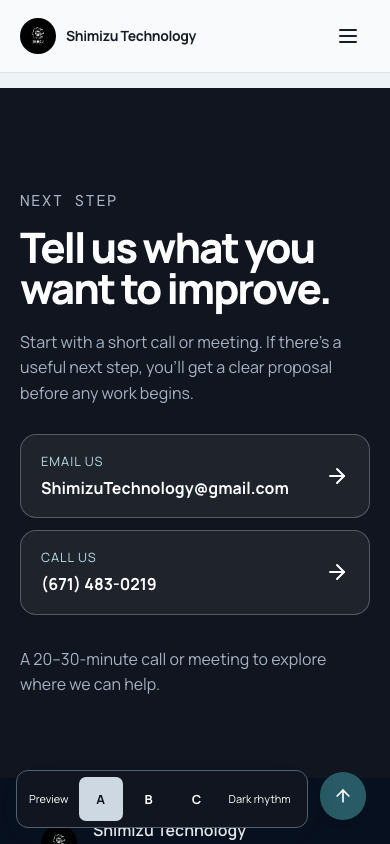 Shimizu Technology
NEXT STEP
Tell us what you
want to improve.
Start with a short call or meeting. If there's a
useful next step, you'll get a clear proposal
before any work begins.
EMAIL US
ShimizuTechnology@gmail.com
CALL US
(671) 483-0219
A 20–30-minute call or meeting to explore
where we can help.
Preview A B C Dark rhythm
Shimizu Technology